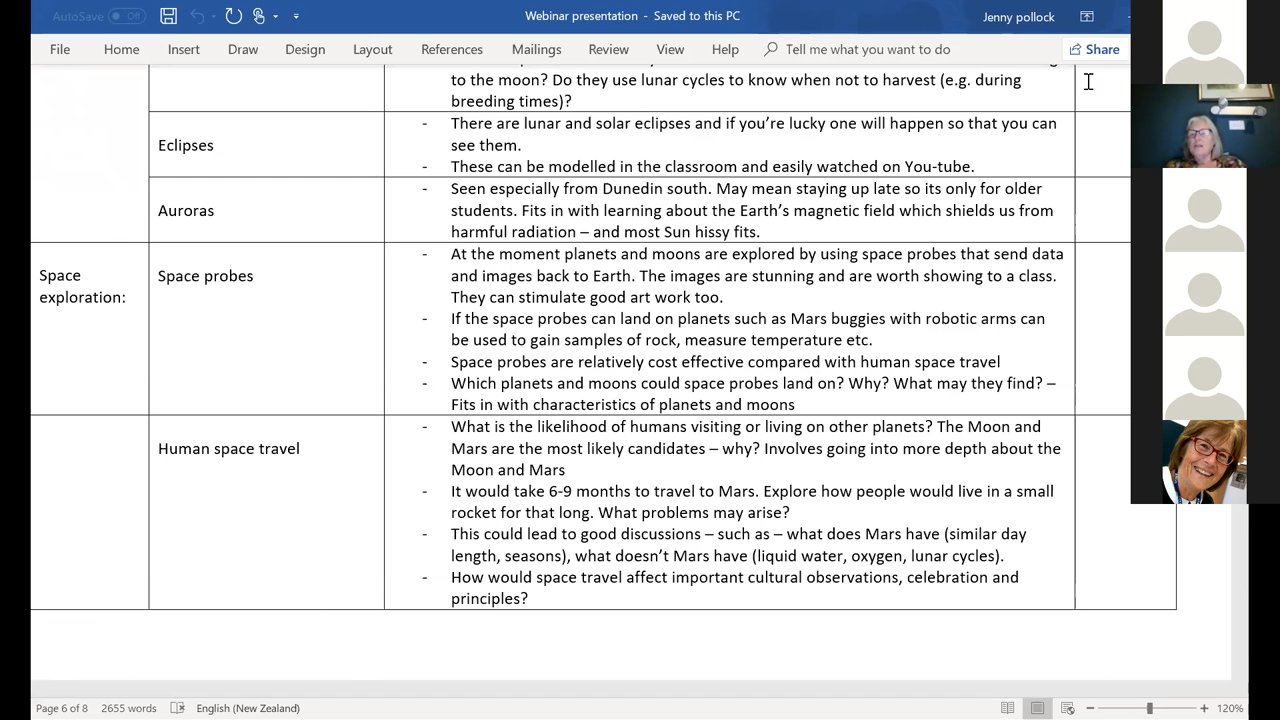 AutoSave Off
Webinar presentation - Saved to this PC
Jenny pollock
File Home Insert Draw Design Layout References Mailings Review View Help Tell me what you want to do Share
to the moon? Do they use lunar cycles to know when not to harvest (e.g. during
breeding times)?
Eclipses
- There are lunar and solar eclipses and if you’re lucky one will happen so that you can
see them.
- These can be modelled in the classroom and easily watched on You-tube.
Auroras
- Seen especially from Dunedin south. May mean staying up late so its only for older
students. Fits in with learning about the Earth’s magnetic field which shields us from
harmful radiation – and most Sun hissy fits.
Space
exploration:
Space probes
- At the moment planets and moons are explored by using space probes that send data
and images back to Earth. The images are stunning and are worth showing to a class.
They can stimulate good art work too.
- If the space probes can land on planets such as Mars buggies with robotic arms can
be used to gain samples of rock, measure temperature etc.
- Space probes are relatively cost effective compared with human space travel
- Which planets and moons could space probes land on? Why? What may they find? –
Fits in with characteristics of planets and moons
Human space travel
- What is the likelihood of humans visiting or living on other planets? The Moon and
Mars are the most likely candidates – why? Involves going into more depth about the
Moon and Mars
- It would take 6-9 months to travel to Mars. Explore how people would live in a small
rocket for that long. What problems may arise?
- This could lead to good discussions – such as – what does Mars have (similar day
length, seasons), what doesn’t Mars have (liquid water, oxygen, lunar cycles).
- How would space travel affect important cultural observations, celebration and
principles?
Page 6 of 8 2655 words English (New Zealand) 120%